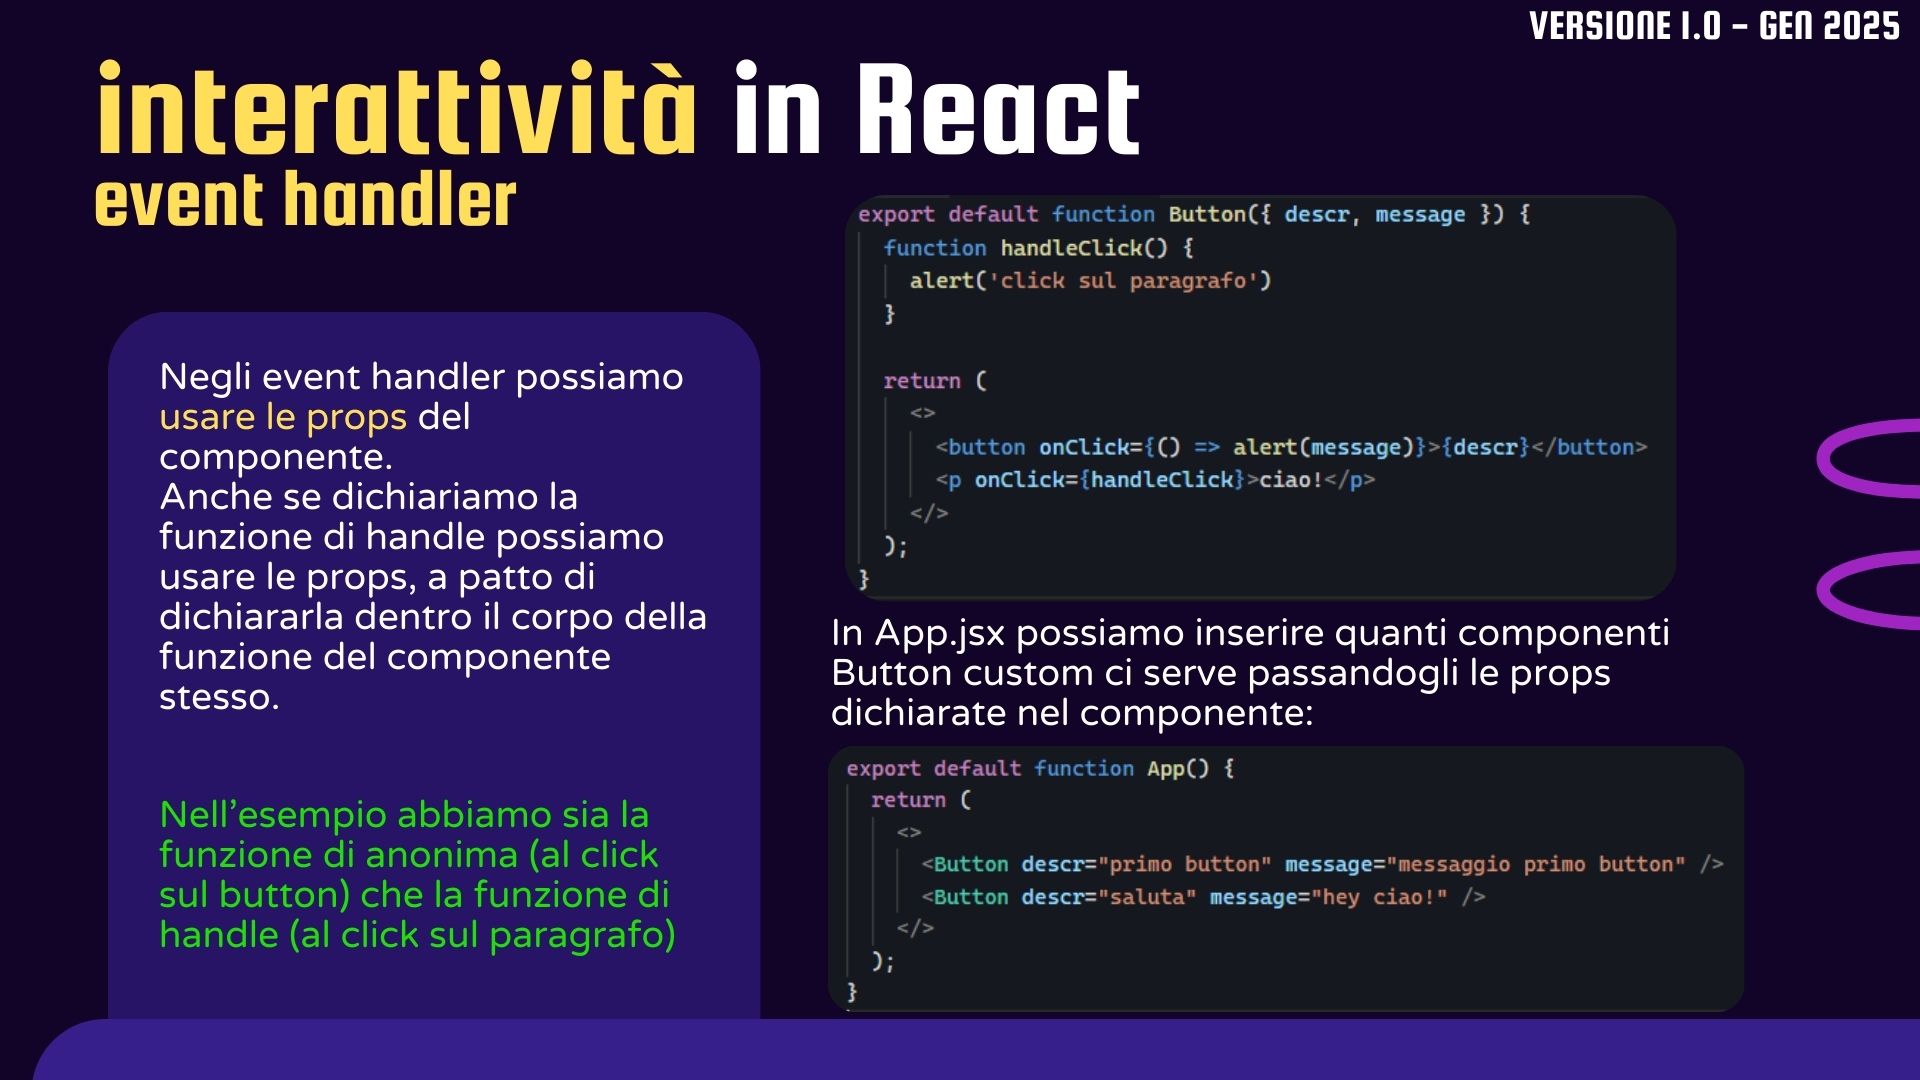 VERSIONE 1.0 - GEN 2025
interattività in React
event handler
Negli event handler possiamo
usare le props del
componente.
Anche se dichiariamo la
funzione di handle possiamo
usare le props, a patto di
dichiararla dentro il corpo della
funzione del componente
stesso.
Nell'esempio abbiamo sia la
funzione di anonima (al click
sul button) che la funzione di
handle (al click sul paragrafo)
export default function Button({ descr, message }) {
function handleClick() {
alert('click sul paragrafo')
}
return (
<>
<button onClick={() => alert(message)}>{descr}</button>
<p onClick={handleClick}>ciao!</p>
</>
);
}
In App.jsx possiamo inserire quanti componenti
Button custom ci serve passandogli le props
dichiarate nel componente:
export default function App() {
return (
<>
<Button descr="primo button" message="messaggio primo button" />
<Button descr="saluta" message="hey ciao!" />
</>
);
}